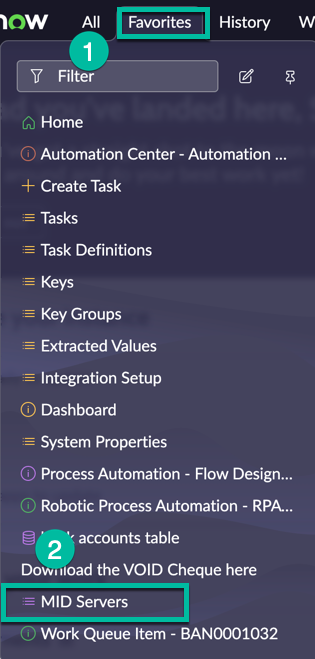 now All Favorites History W
1
Filter
Home
Automation Center - Automation ...
Create Task
Tasks
Task Definitions
Keys
Key Groups
Extracted Values
Integration Setup
Dashboard
System Properties
Process Automation - Flow Design...
Robotic Process Automation - RPA...
2 accounts table
Download the VOID Cheque here
MID Servers
Work Queue Item - BAN0001032